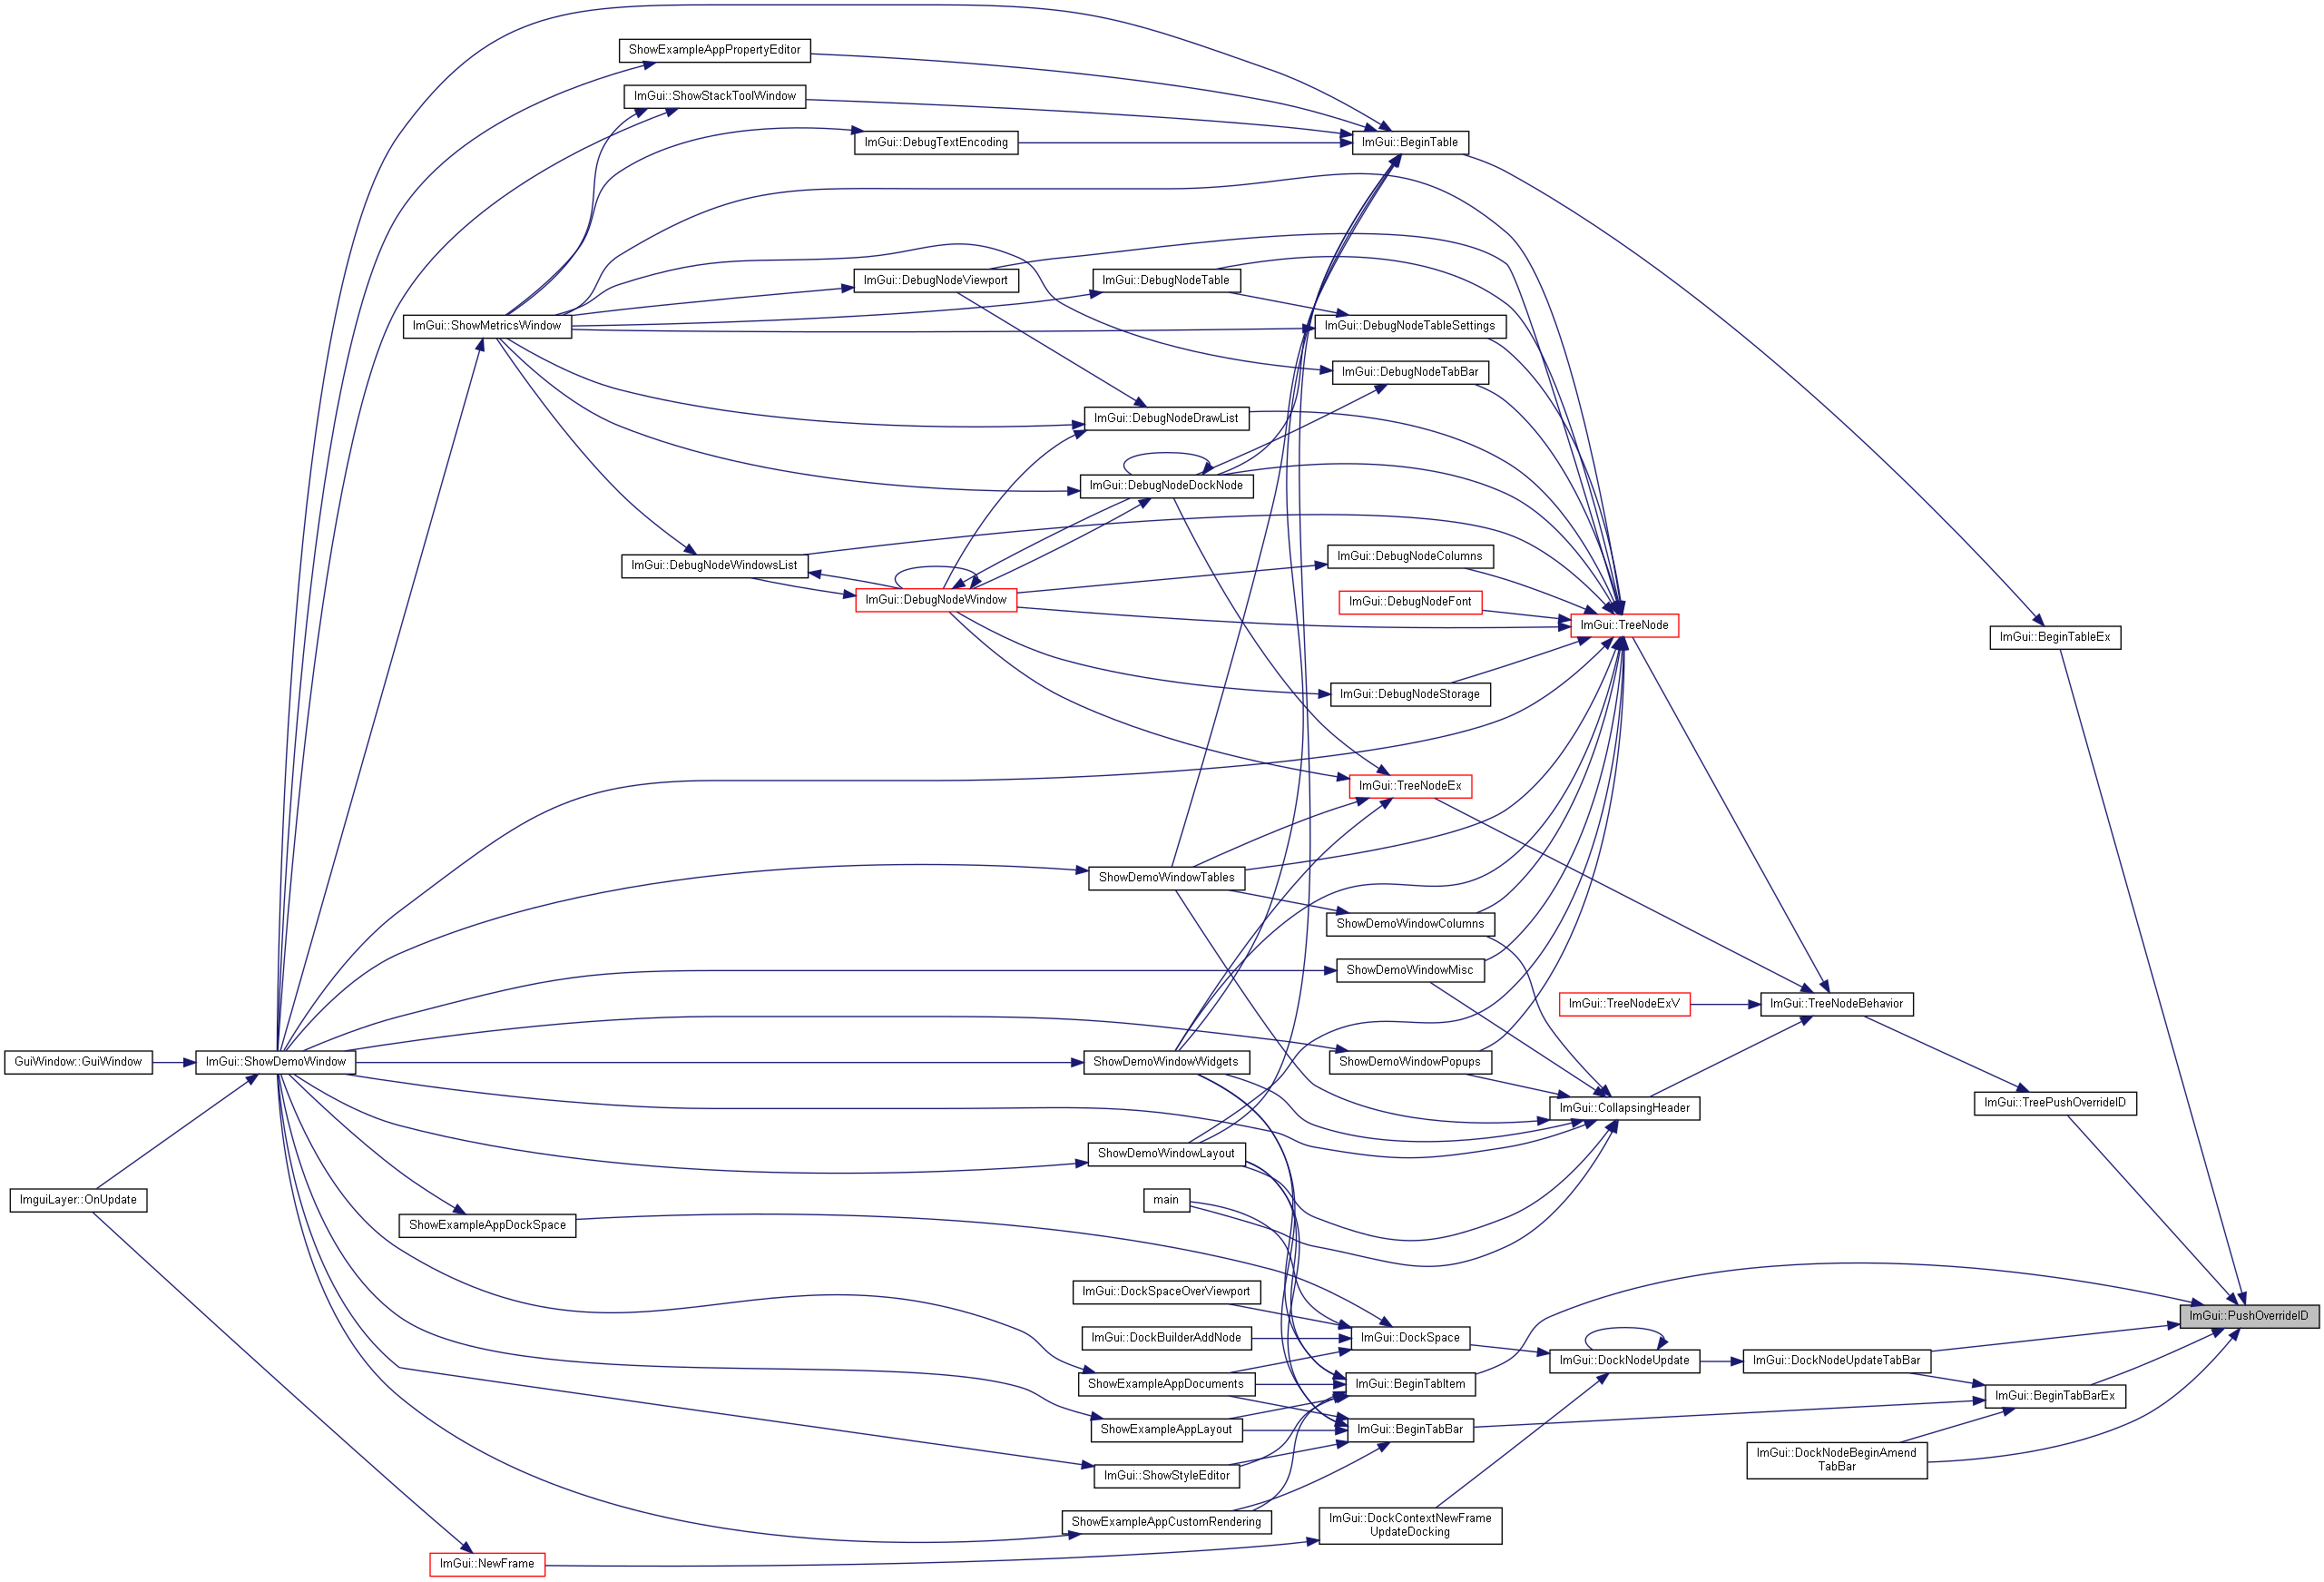 ShowExampleAppPropertyEditor
ImGui::ShowStackToolWindow
ImGui::DebugTextEncoding
ImGui::BeginTable
ImGui::DebugNodeViewport
ImGui::DebugNodeTable
ImGui::ShowMetricsWindow
ImGui::DebugNodeTableSettings
ImGui::DebugNodeTabBar
ImGui::DebugNodeDrawList
ImGui::DebugNodeDockNode
ImGui::DebugNodeWindowsList
ImGui::DebugNodeColumns
ImGui::DebugNodeWindow
ImGui::DebugNodeFont
ImGui::TreeNode
ImGui::BeginTableEx
ImGui::DebugNodeStorage
ImGui::TreeNodeEx
ShowDemoWindowTables
ShowDemoWindowColumns
ShowDemoWindowMisc
ImGui::TreeNodeExV
ImGui::TreeNodeBehavior
GuiWindow::GuiWindow
ImGui::ShowDemoWindow
ShowDemoWindowWidgets
ShowDemoWindowPopups
ImGui::CollapsingHeader
ImGui::TreePushOverrideID
ShowDemoWindowLayout
ImguiLayer::OnUpdate
main
ShowExampleAppDockSpace
ImGui::DockSpaceOverViewport
ImGui::PushOverrideID
ImGui::DockBuilderAddNode
ImGui::DockSpace
ImGui::DockNodeUpdate
ImGui::DockNodeUpdateTabBar
ShowExampleAppDocuments
ImGui::BeginTabItem
ImGui::BeginTabBarEx
ShowExampleAppLayout
ImGui::BeginTabBar
ImGui::DockNodeBeginAmend
TabBar
ImGui::ShowStyleEditor
ShowExampleAppCustomRendering
ImGui::DockContextNewFrame
UpdateDocking
ImGui::NewFrame